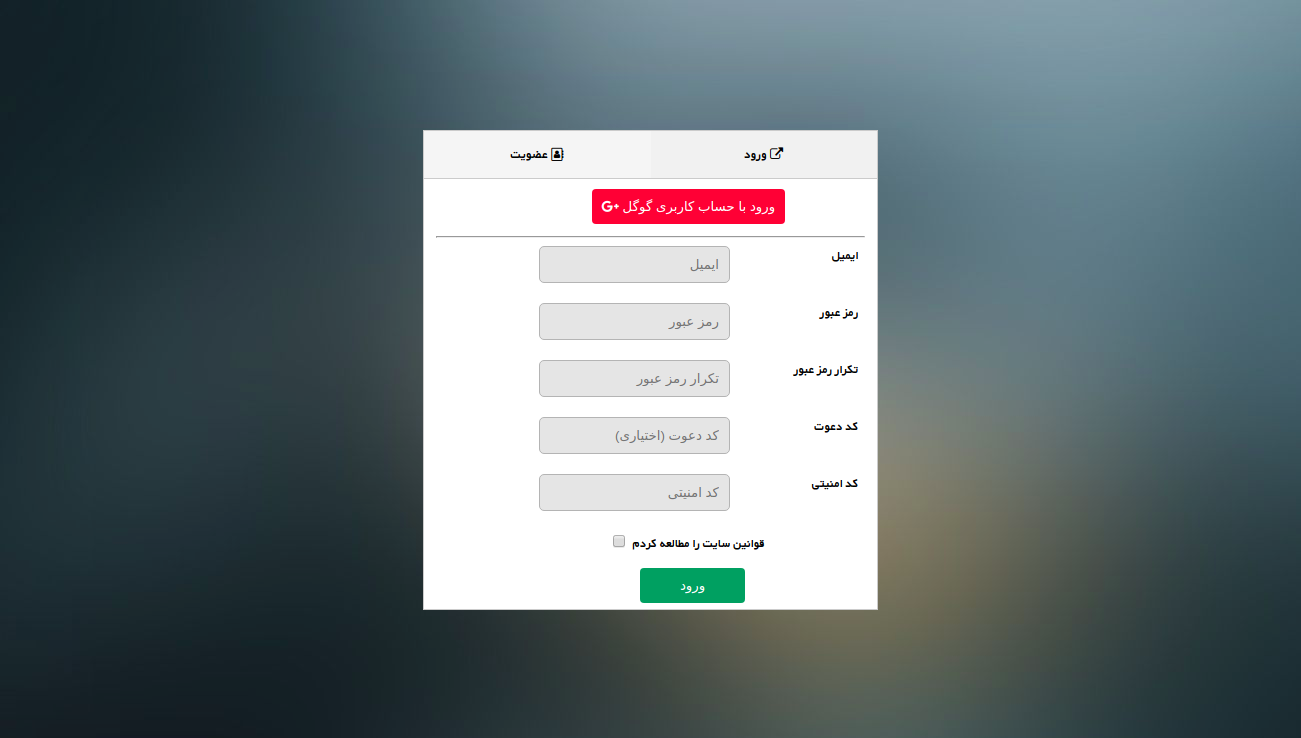 ورود
عضویت
ورود با حساب کاربری گوگل G+
ایمیل
ایمیل
رمز عبور
رمز عبور
تکرار رمز عبور
تکرار رمز عبور
کد دعوت
کد دعوت (اختیاری)
کد امنیتی
کد امنیتی
قوانین سایت را مطالعه کردم
ورود